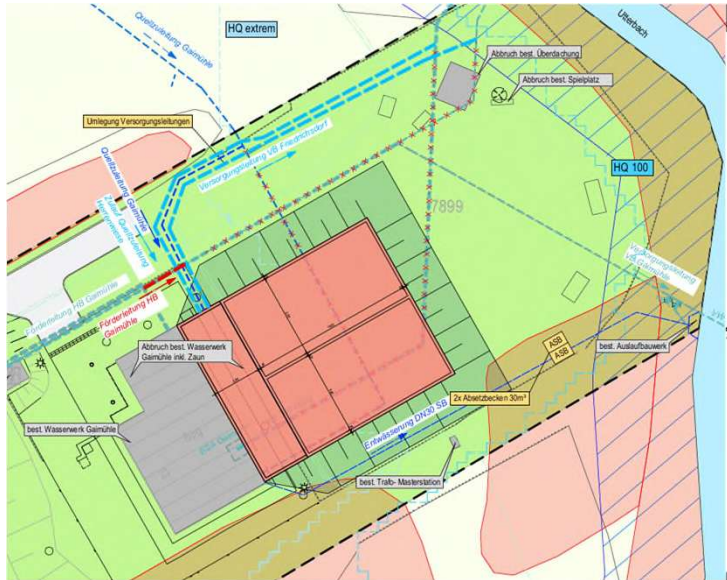 Quellzuleitung Gaimühle
HQ extrem
Utterbach
Abbruch best. Überdachung
Abbruch best. Spielplatz
Umlegung Versorgungsleitungen
Versorgungsleitung VB Friedrichsdorf
HQ 100
Quellzuleitung Gaimühle
Zulauf Quellzuleitung
7899
Versorgungsleitung
VB Gaimühle
Förderleitung HB Gaimühle
Förderleitung HB
Gaimühle
Abbruch best. Wasserwerk
Gaimühle inkl. Zaun
best. Auslaufbauwerk
ASB
ASB
2x Absetzbecken 30m³
best. Wasserwerk Gaimühle
Entwässerung DN30 SB
best. Trafo- Masterstation